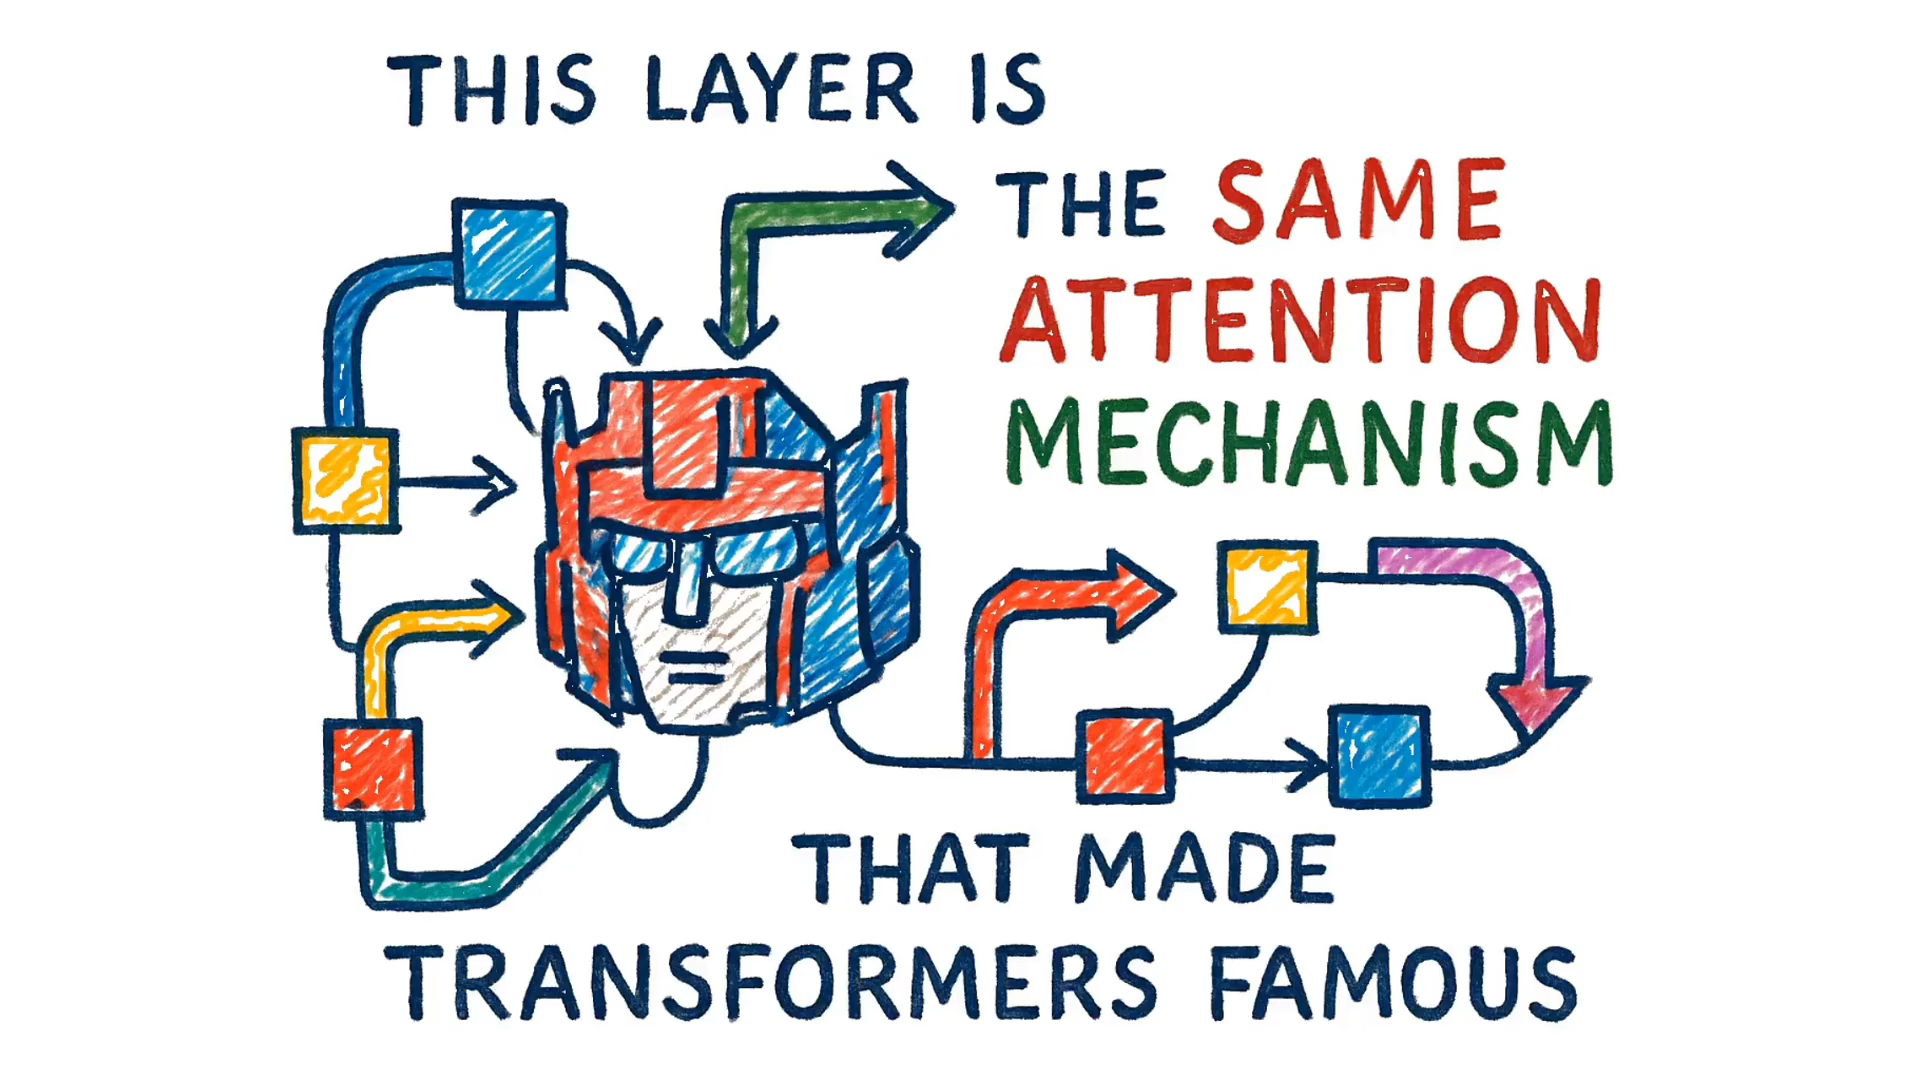 THIS LAYER IS
THE SAME
ATTENTION
MECHANISM
THAT MADE
TRANSFORMERS FAMOUS